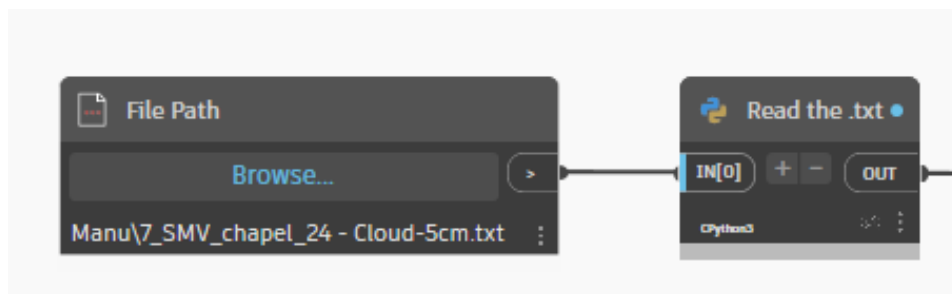 File Path
Read the .txt
Browse...
>
IN[0]
+
-
OUT
Manu\7_SMV_chapel_24 - Cloud-5cm.txt
CPython3